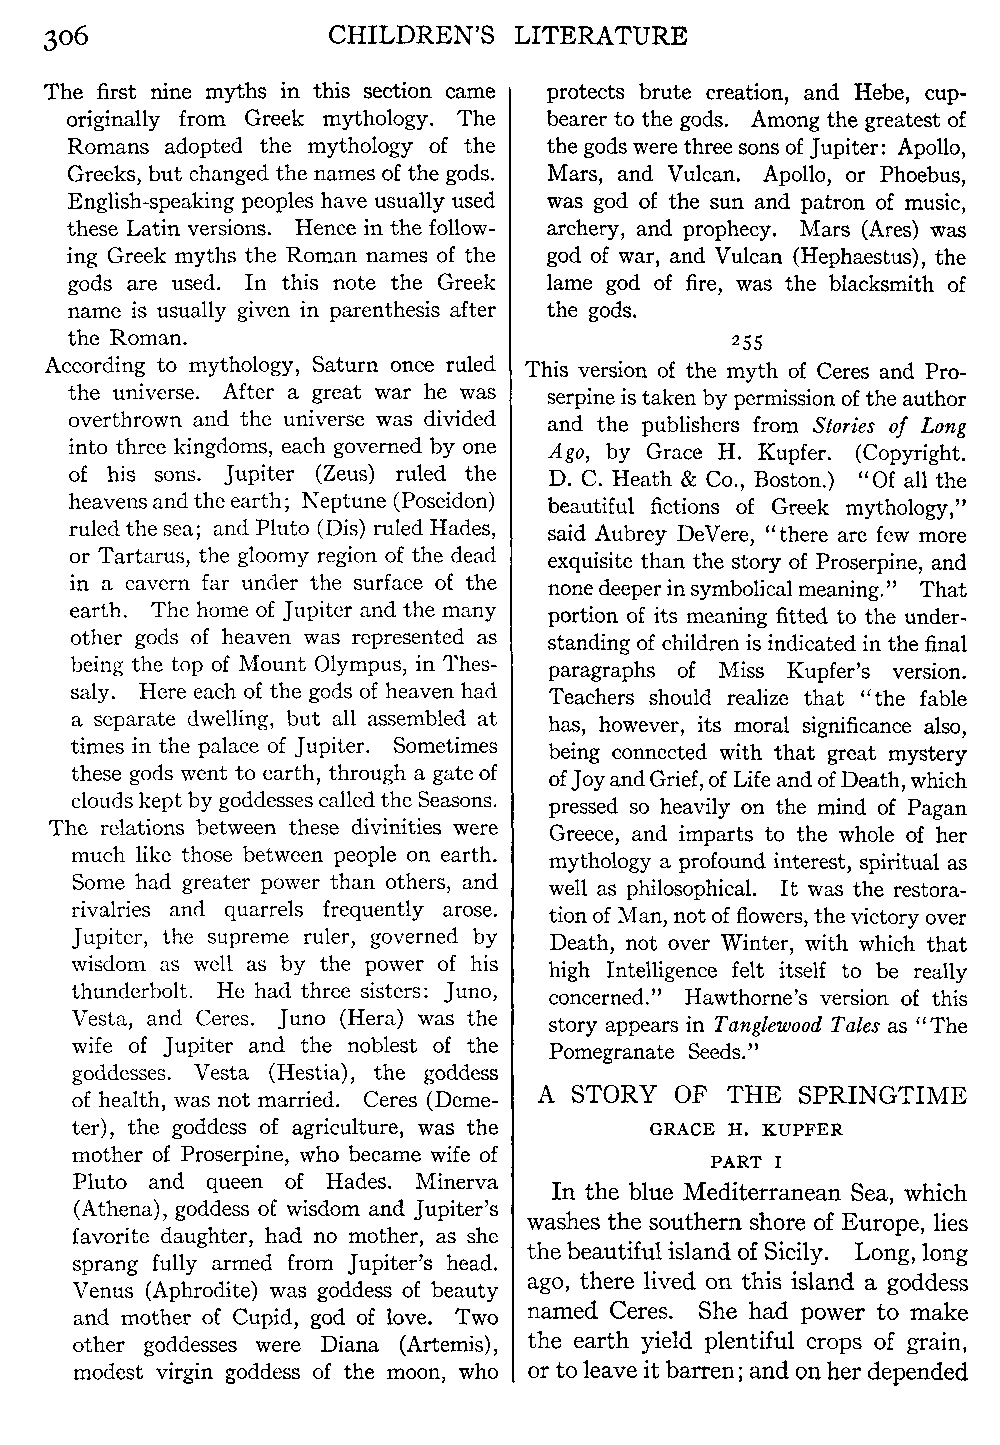 306
CHILDREN'S LITERATURE
The first nine myths in this section came
originally from Greek mythology. The
Romans adopted the mythology of the
Greeks, but changed the names of the gods.
English-speaking peoples have usually used
these Latin versions. Hence in the follow-
ing Greek myths the Roman names of the
gods are used. In this note the Greek
name is usually given in parenthesis after
the Roman.
According to mythology, Saturn once ruled
the universe. After a great war he was
overthrown and the universe was divided
into three kingdoms, each governed by one
of his sons. Jupiter (Zeus) ruled the
heavens and the earth; Neptune (Poseidon)
ruled the sea; and Pluto (Dis) ruled Hades,
or Tartarus, the gloomy region of the dead
in a cavern far under the surface of the
earth. The home of Jupiter and the many
other gods of heaven was represented as
being the top of Mount Olympus, in Thes-
saly. Here each of the gods of heaven had
a separate dwelling, but all assembled at
times in the palace of Jupiter. Sometimes
these gods went to earth, through a gate of
clouds kept by goddesses called the Seasons.
The relations between these divinities were
much like those between people on earth.
Some had greater power than others, and
rivalries and quarrels frequently arose.
Jupiter, the supreme ruler, governed by
wisdom as well as by the power of his
thunderbolt. He had three sisters: Juno,
Vesta, and Ceres. Juno (Hera) was the
wife of Jupiter and the noblest of the
goddesses. Vesta (Hestia), the goddess
of health, was not married. Ceres (Deme-
ter), the goddess of agriculture, was the
mother of Proserpine, who became wife of
Pluto and queen of Hades. Minerva
(Athena), goddess of wisdom and Jupiter's
favorite daughter, had no mother, as she
sprang fully armed from Jupiter's head.
Venus (Aphrodite) was goddess of beauty
and mother of Cupid, god of love. Two
other goddesses were Diana (Artemis),
modest virgin goddess of the moon, who
protects brute creation, and Hebe, cup-
bearer to the gods. Among the greatest of
the gods were three sons of Jupiter: Apollo,
Mars, and Vulcan. Apollo, or Phoebus,
was god of the sun and patron of music,
archery, and prophecy. Mars (Ares) was
god of war, and Vulcan (Hephaestus), the
lame god of fire, was the blacksmith of
the gods.
255
This version of the myth of Ceres and Pro-
serpine is taken by permission of the author
and the publishers from Stories of Long
Ago, by Grace H. Kupfer. (Copyright.
D. C. Heath & Co., Boston.) "Of all the
beautiful fictions of Greek mythology,"
said Aubrey DeVere, "there are few more
exquisite than the story of Proserpine, and
none deeper in symbolical meaning." That
portion of its meaning fitted to the under-
standing of children is indicated in the final
paragraphs of Miss Kupfer's version.
Teachers should realize that "the fable
has, however, its moral significance also,
being connected with that great mystery
of Joy and Grief, of Life and of Death, which
pressed so heavily on the mind of Pagan
Greece, and imparts to the whole of her
mythology a profound interest, spiritual as
well as philosophical. It was the restora-
tion of Man, not of flowers, the victory over
Death, not over Winter, with which that
high Intelligence felt itself to be really
concerned." Hawthorne's version of this
story appears in Tanglewood Tales as "The
Pomegranate Seeds."
A STORY OF THE SPRINGTIME
GRACE H. KUPFER
PART I
In the blue Mediterranean Sea, which
washes the southern shore of Europe, lies
the beautiful island of Sicily. Long, long
ago, there lived on this island a goddess
named Ceres. She had power to make
the earth yield plentiful crops of grain,
or to leave it barren; and on her depended